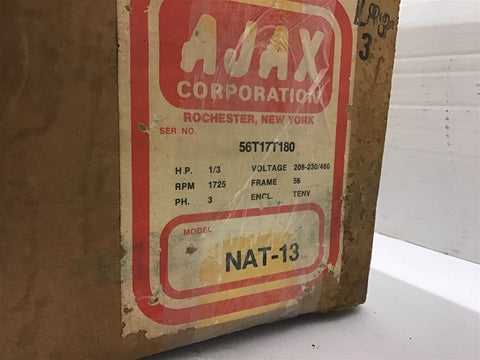 AJAX
CORPORATION
ROCHESTER, NEW YORK
SER. NO.
56T17T180
H P. 1/3 VOLTAGE 208-230/460
RPM 1725 FRAME 56
PH. 3 ENCL. TENV
MODEL
NAT-13
3